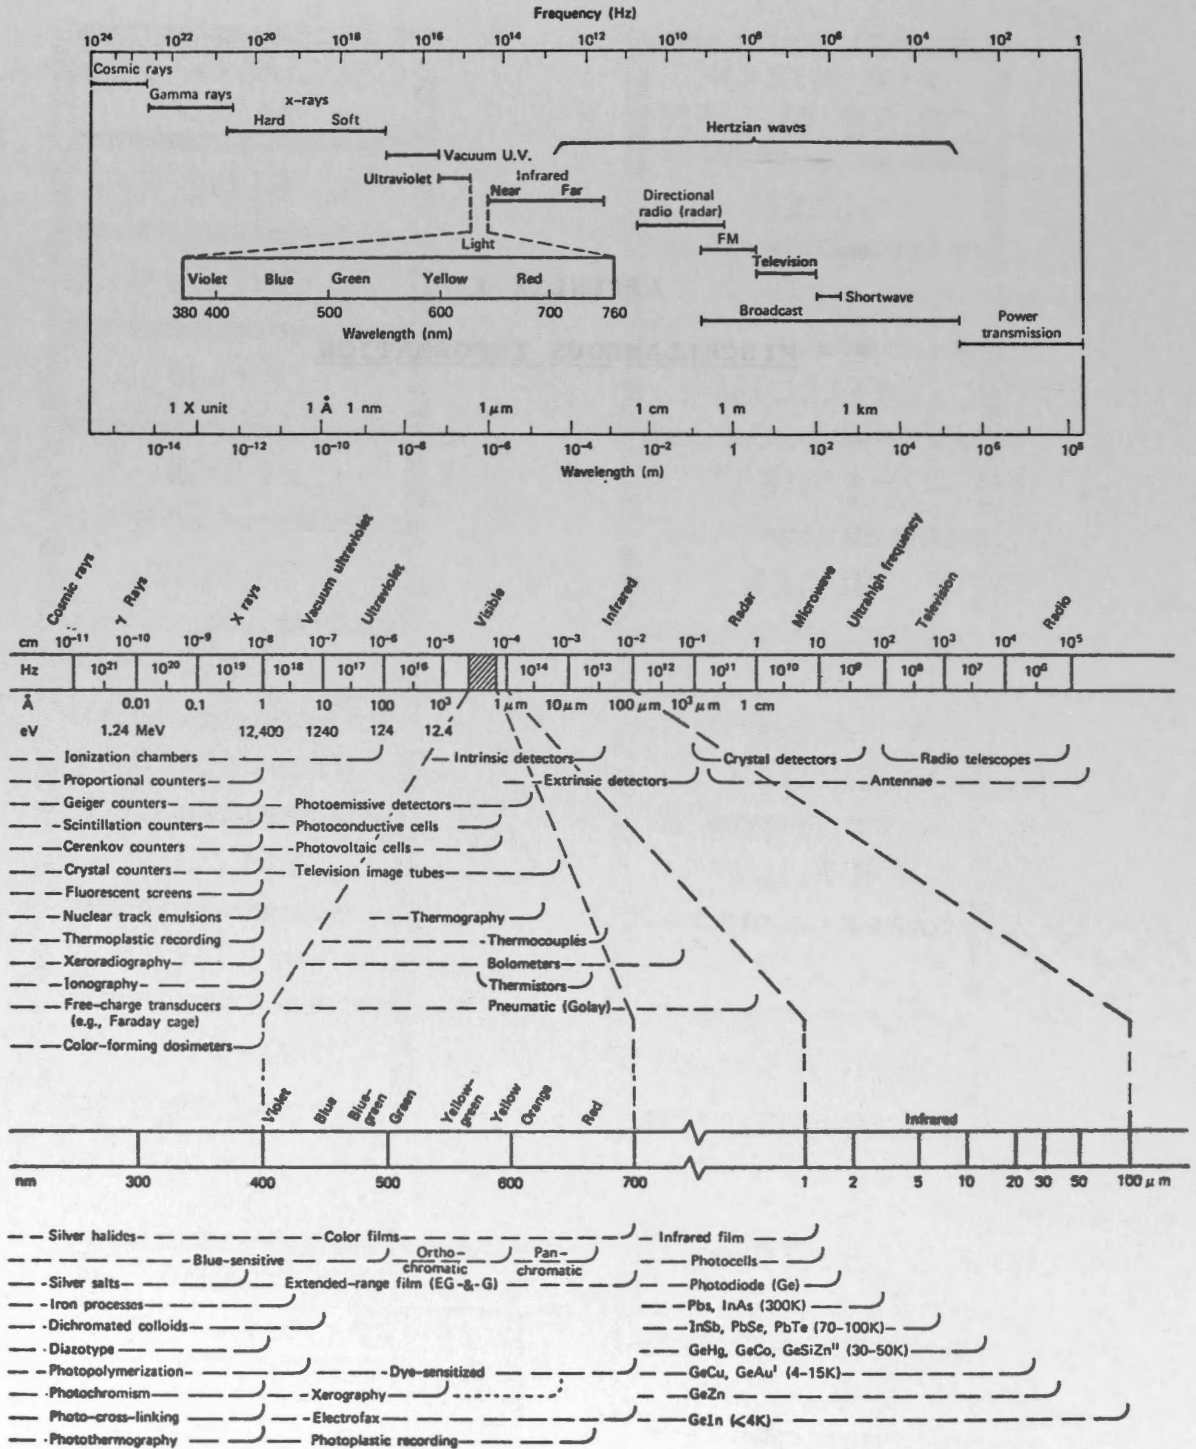 Frequency (Hz)
10²⁴ 10²² 10²⁰ 10¹⁸ 10¹⁶ 10¹⁴ 10¹² 10¹⁰ 10⁸ 10⁶ 10⁴ 10² 1
Cosmic rays
Gamma rays
x-rays
Hard Soft
Hertzian waves
Vacuum U.V.
Ultraviolet
Infrared
Near Far
Directional
radio (radar)
FM
Light
Television
Violet Blue Green Yellow Red
Shortwave
380 400 500 600 700 760
Broadcast
Wavelength (nm)
Power
transmission
1 X unit 1 Å 1 nm 1 μm 1 cm 1 m 1 km
10⁻¹⁴ 10⁻¹² 10⁻¹⁰ 10⁻⁸ 10⁻⁶ 10⁻⁴ 10⁻² 1 10² 10⁴ 10⁶ 10⁸
Wavelength (m)
Cosmic rays γ Rays X rays Vacuum ultraviolet Ultraviolet Visible Infrared Radar Microwave Ultrahigh frequency Television Radio
cm 10⁻¹¹ 10⁻¹⁰ 10⁻⁹ 10⁻⁸ 10⁻⁷ 10⁻⁶ 10⁻⁵ 10⁻⁴ 10⁻³ 10⁻² 10⁻¹ 1 10 10² 10³ 10⁴ 10⁵
Hz 10²¹ 10²⁰ 10¹⁹ 10¹⁸ 10¹⁷ 10¹⁶ 10¹⁴ 10¹³ 10¹² 10¹¹ 10¹⁰ 10⁹ 10⁸ 10⁷ 10⁶
Å 0.01 0.1 1 10 100 10³ 1 μm 10 μm 100 μm 10³ μm 1 cm
eV 1.24 MeV 12,400 1240 124 12.4
Ionization chambers Intrinsic detectors Crystal detectors Radio telescopes
Proportional counters Extrinsic detectors Antennae
Geiger counters Photoemissive detectors
Scintillation counters Photoconductive cells
Cerenkov counters Photovoltaic cells
Crystal counters Television image tubes
Fluorescent screens
Nuclear track emulsions Thermography
Thermoplastic recording Thermocouples
Xeroradiography Bolometers
Ionography Thermistors
Free-charge transducers Pneumatic (Golay)
(e.g., Faraday cage)
Color-forming dosimeters
Violet Blue Blue-green Green Yellow-green Yellow Orange Red Infrared
nm 300 400 500 600 700 1 2 5 10 20 30 50 100 μm
Silver halides Color films Infrared film
Blue-sensitive Ortho-chromatic Pan-chromatic Photocells
Silver salts Extended-range film (EG-&-G) Photodiode (Ge)
Iron processes Pbs, InAs (300K)
Dichromated colloids InSb, PbSe, PbTe (70-100K)
Diazotype GeHg, GeCo, GeSiZnᴵᴵ (30-50K)
Photopolymerization Dye-sensitized GeCu, GeAuᴵ (4-15K)
Photochromism Xerography GeZn
Photo-cross-linking Electrofax GeIn (⩽4K)
Photothermography Photoplastic recording